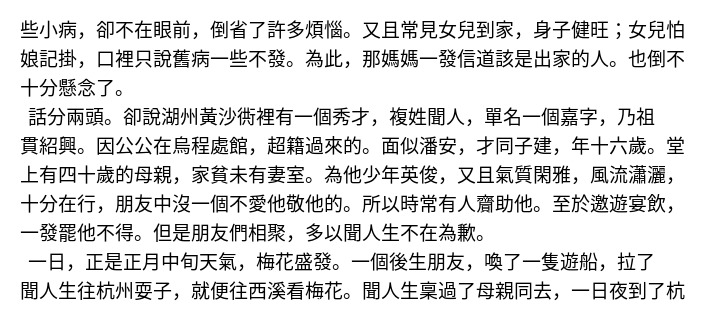 些小病，卻不在眼前，倒省了許多煩惱。又且常見女兒到家，身子健旺；女兒怕
娘記掛，口裡只說舊病一些不發。為此，那媽媽一發信道該是出家的人。也倒不
十分懸念了。
話分兩頭。卻說湖州黃沙衖裡有一個秀才，複姓聞人，單名一個嘉字，乃祖
貫紹興。因公公在烏程處館，超籍過來的。面似潘安，才同子建，年十六歲。堂
上有四十歲的母親，家貧未有妻室。為他少年英俊，又且氣質閑雅，風流瀟灑，
十分在行，朋友中沒一個不愛他敬他的。所以時常有人齎助他。至於邀遊宴飲，
一發罷他不得。但是朋友們相聚，多以聞人生不在為歉。
一日，正是正月中旬天氣，梅花盛發。一個後生朋友，喚了一隻遊船，拉了
聞人生往杭州耍子，就便往西溪看梅花。聞人生稟過了母親同去，一日夜到了杭